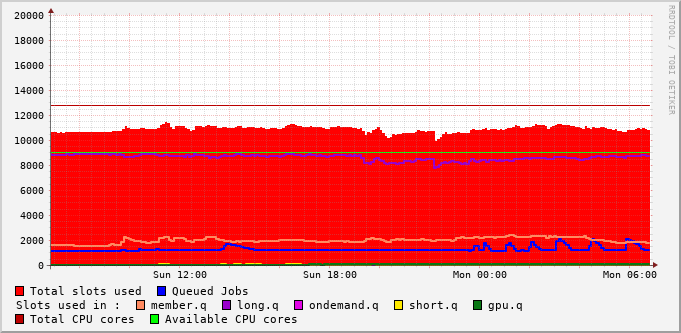 RRDTOOL / TOBI OETIKER
20000
18000
16000
14000
12000
10000
8000
6000
4000
2000
0
Sun 12:00 Sun 18:00 Mon 00:00 Mon 06:00
Total slots used Queued Jobs
Slots used in : member.q long.q ondemand.q short.q gpu.q
Total CPU cores Available CPU cores